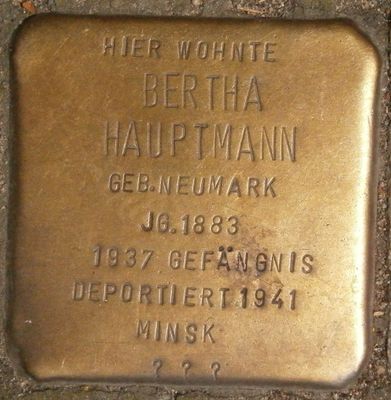 HIER WOHNTE
BERTHA
HAUPTMANN
GEB. NEUMARK
JG. 1883
1937 GEFÄNGNIS
DEPORTIERT 1941
MINSK
? ? ?